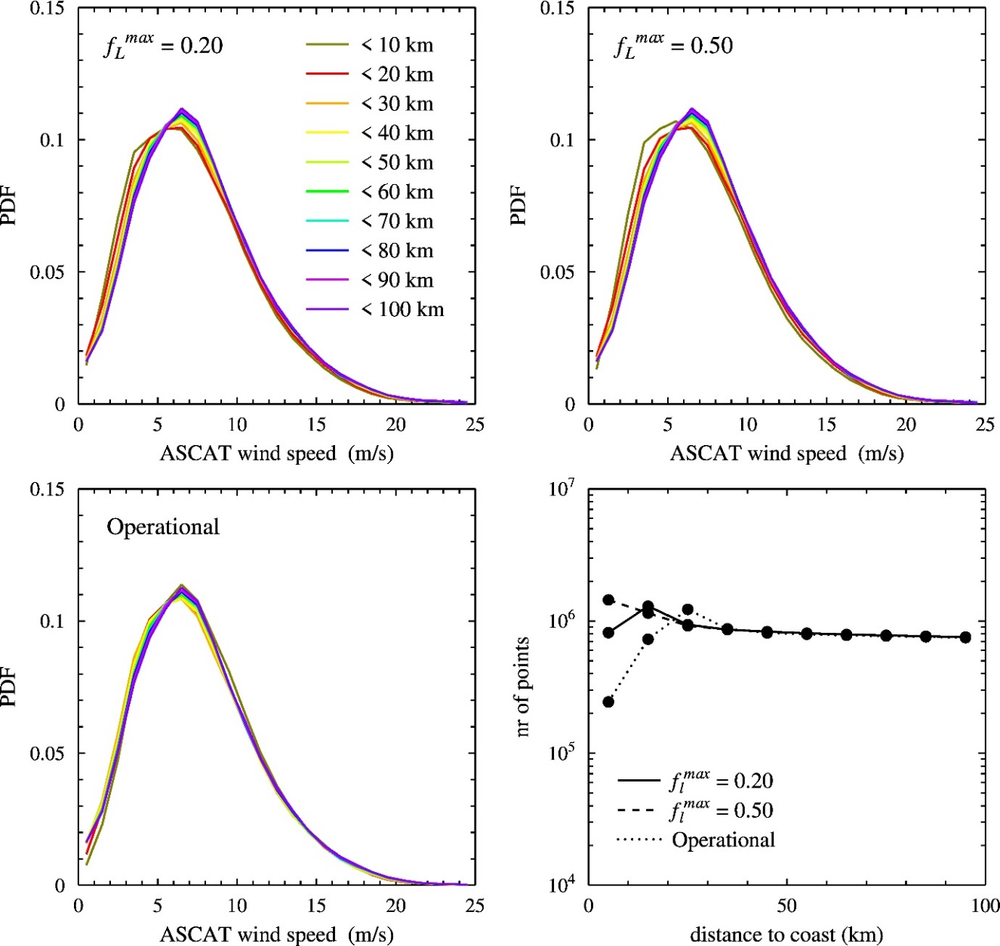 0.15
0.1
0.05
0
PDF
f_L^max = 0.20
< 10 km
< 20 km
< 30 km
< 40 km
< 50 km
< 60 km
< 70 km
< 80 km
< 90 km
< 100 km
0 5 10 15 20 25
ASCAT wind speed (m/s)
0.15
0.1
0.05
0
PDF
f_L^max = 0.50
0 5 10 15 20 25
ASCAT wind speed (m/s)
0.15
0.1
0.05
0
PDF
Operational
0 5 10 15 20 25
ASCAT wind speed (m/s)
10^7
10^6
10^5
10^4
nr of points
f_l^max = 0.20
f_l^max = 0.50
Operational
0 50 100
distance to coast (km)